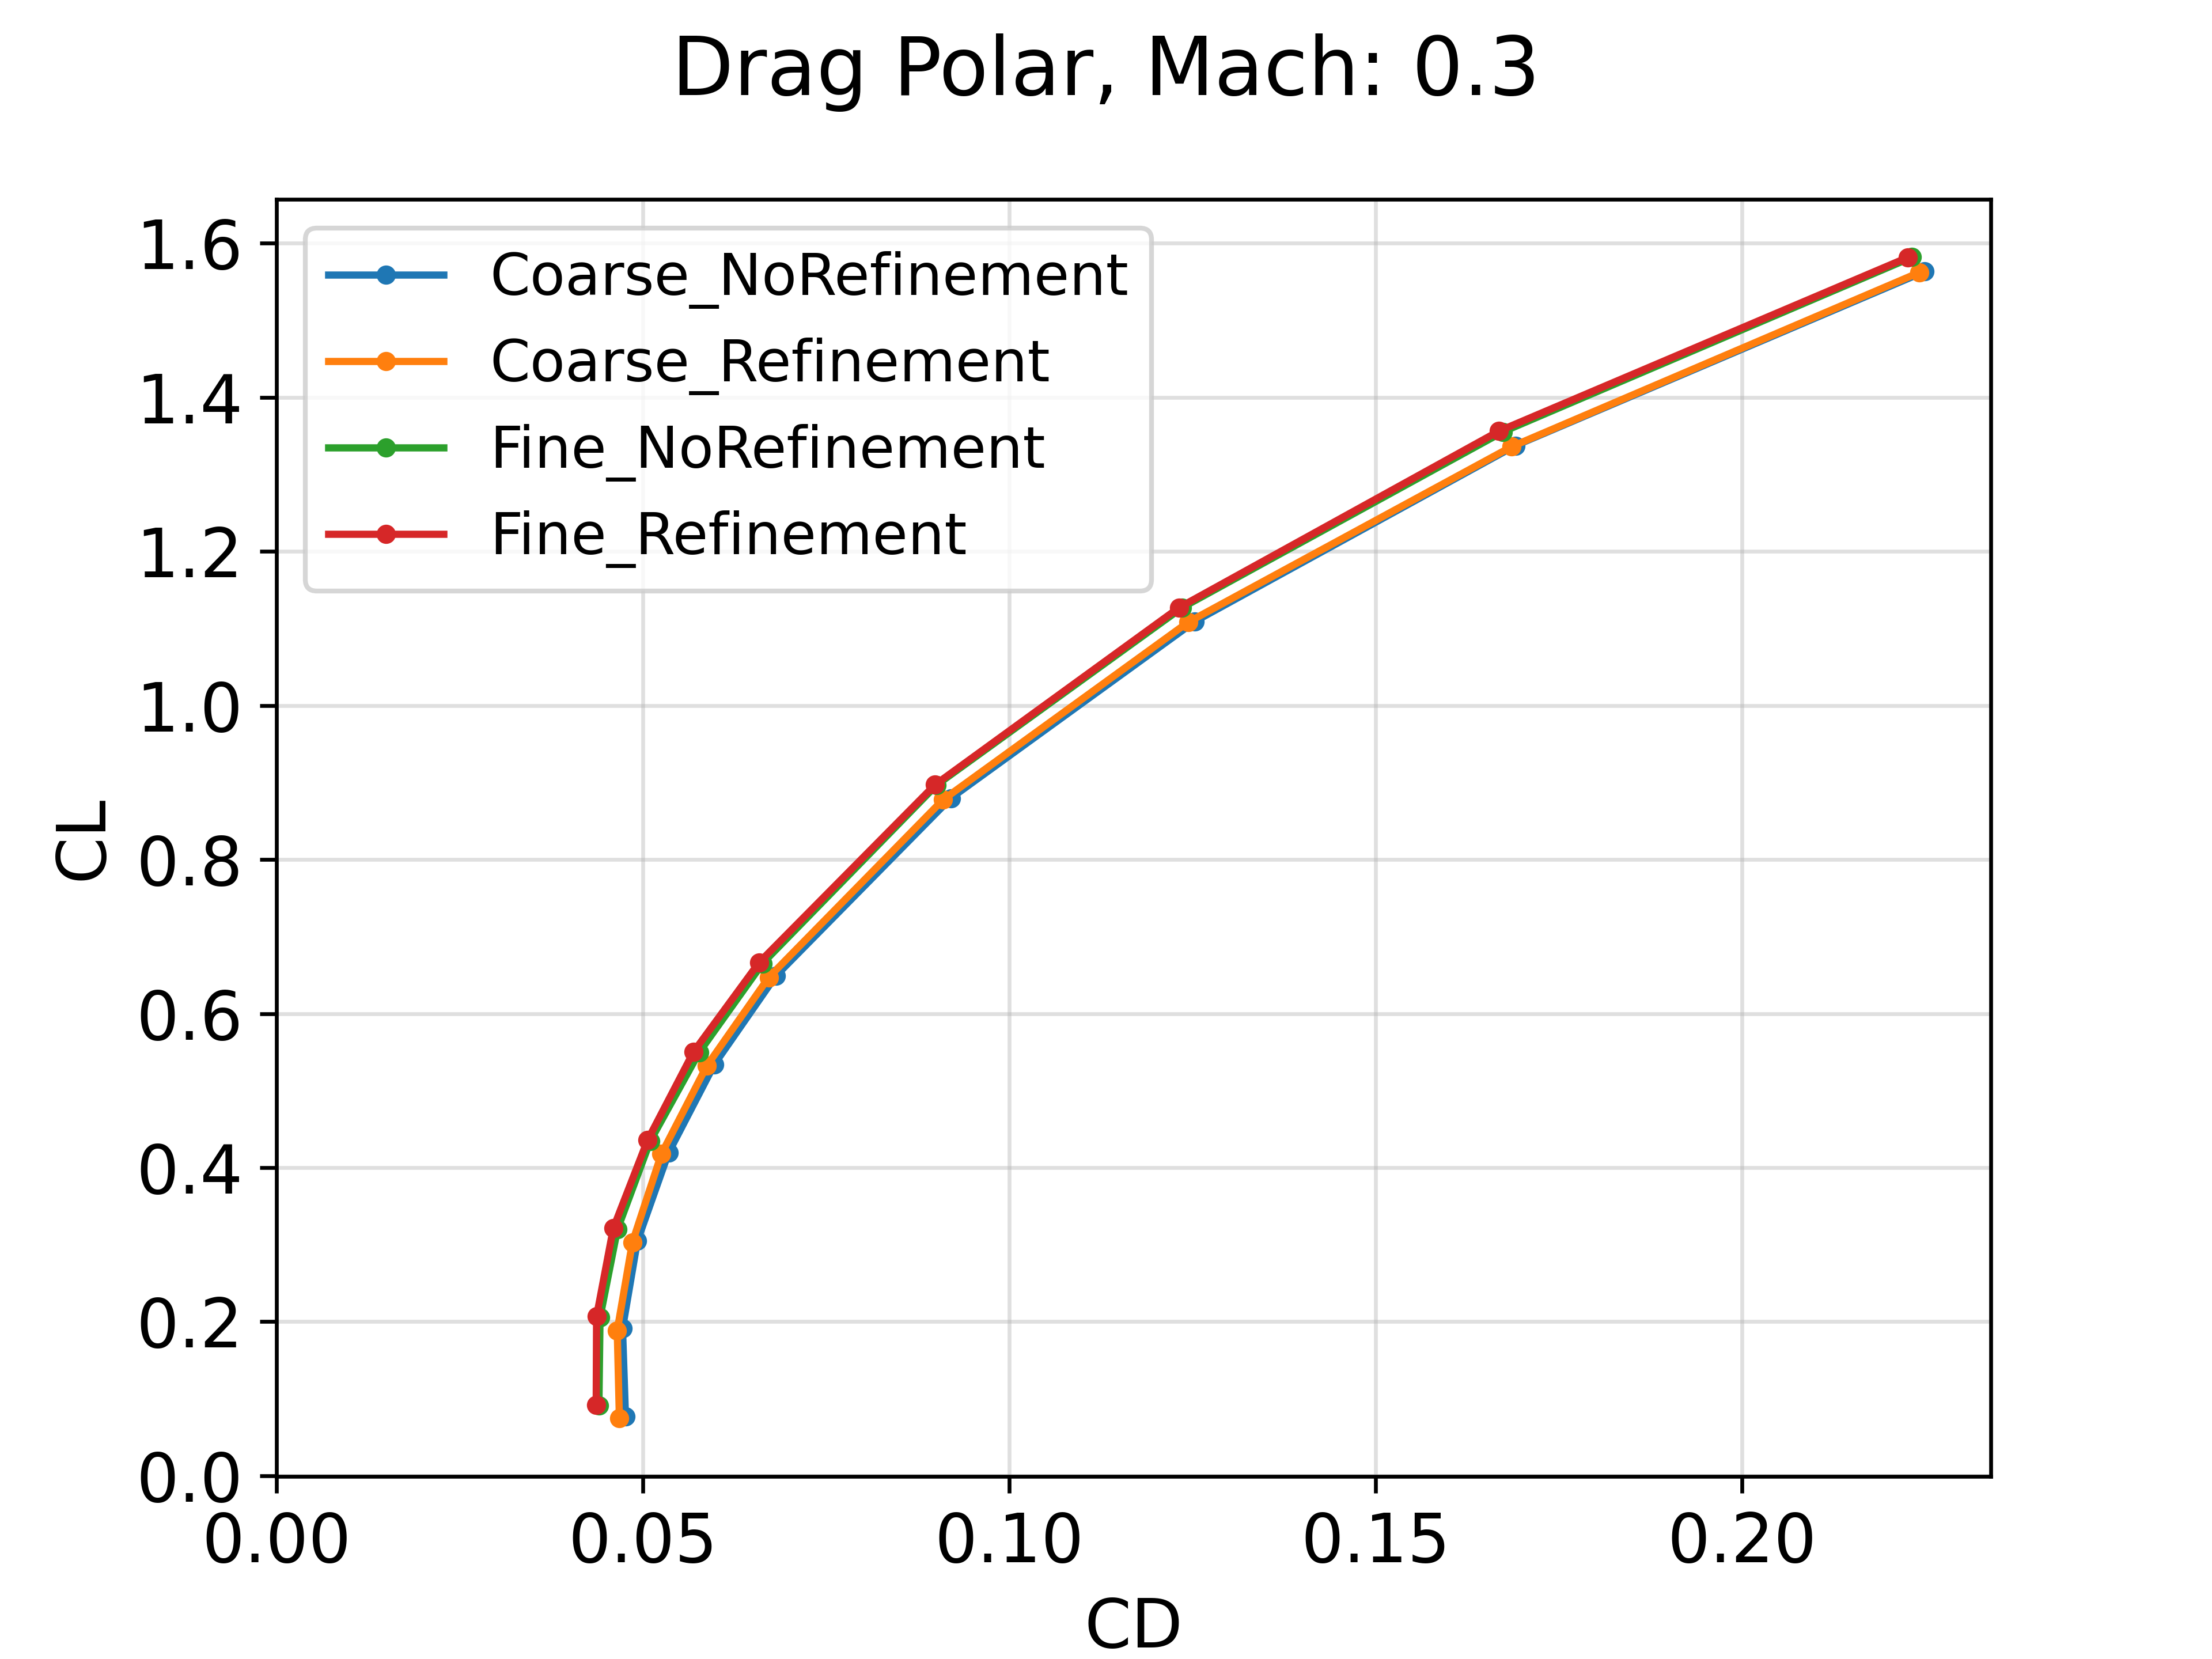 Drag Polar, Mach: 0.3
Coarse_NoRefinement
Coarse_Refinement
Fine_NoRefinement
Fine_Refinement
1.6
1.4
1.2
1.0
0.8
0.6
0.4
0.2
0.0
CL
0.00 0.05 0.10 0.15 0.20
CD